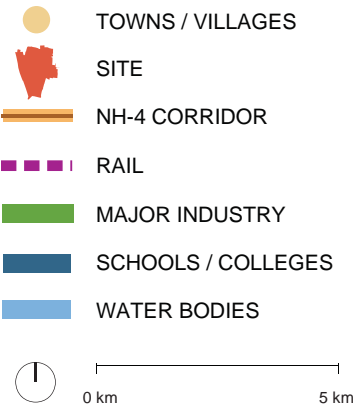 TOWNS / VILLAGES
SITE
NH-4 CORRIDOR
RAIL
MAJOR INDUSTRY
SCHOOLS / COLLEGES
WATER BODIES
0 km 5 km